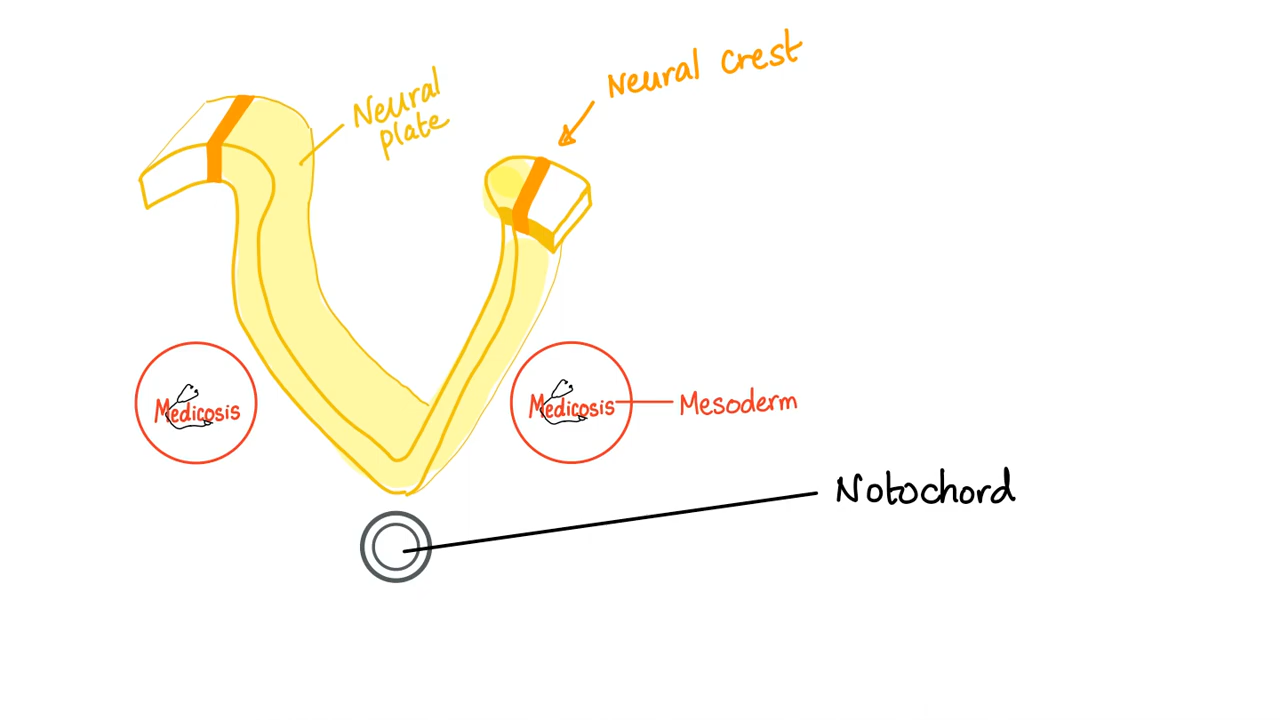 Neural Crest
Neural
plate
Medicosis
Medicosis
Mesoderm
Notochord